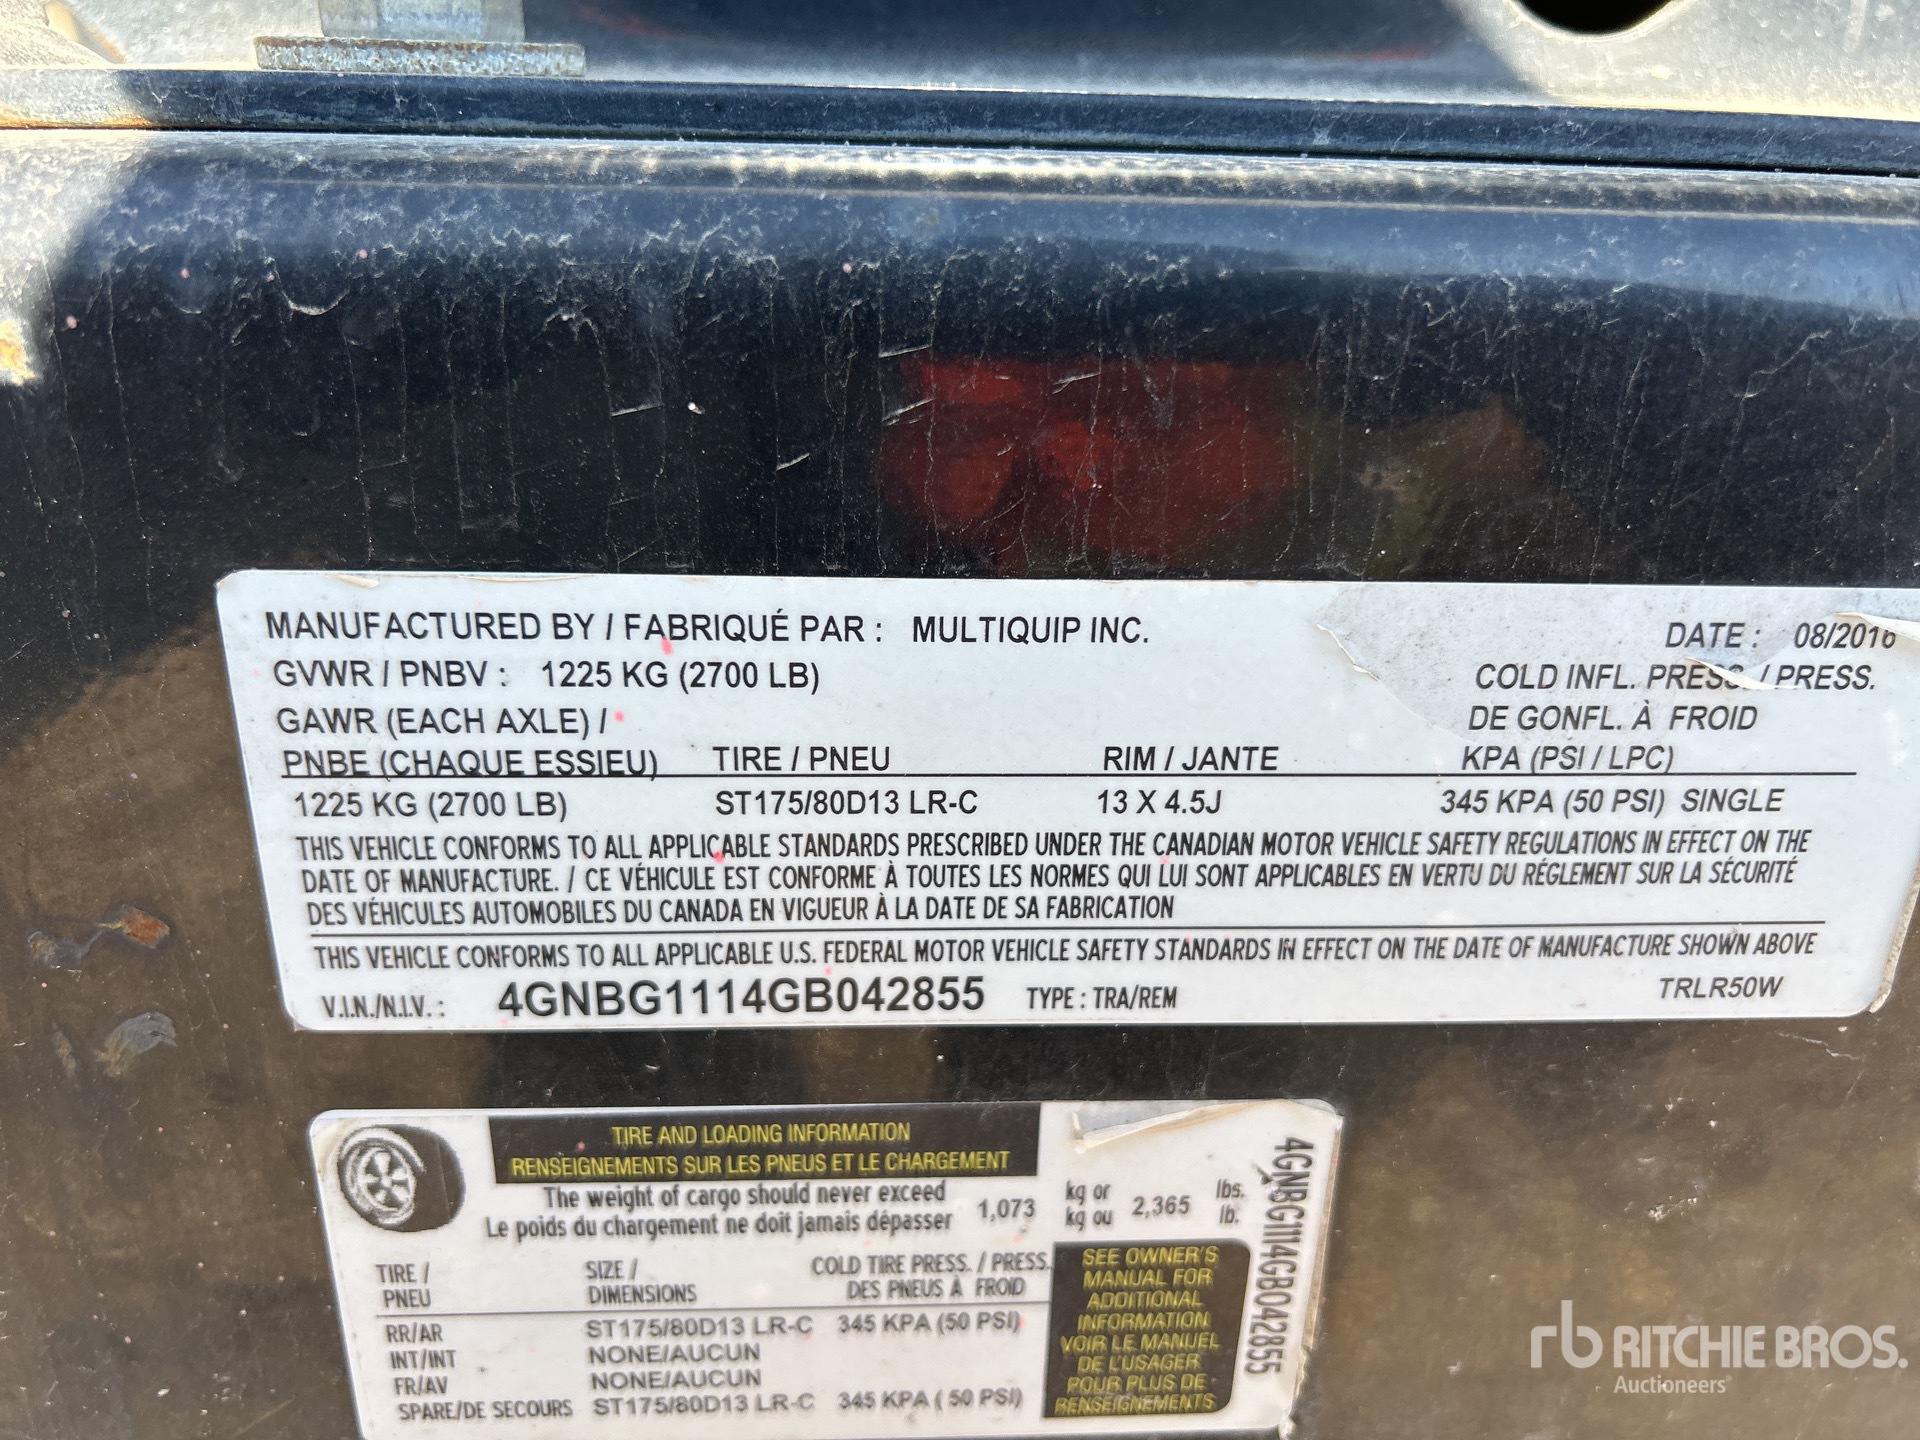 MANUFACTURED BY / FABRIQUÉ PAR : MULTIQUIP INC. DATE : 08/2016
GVWR / PNBV : 1225 KG (2700 LB) COLD INFL. PRESS. / PRESS.
GAWR (EACH AXLE) / DE GONFL. À FROID
PNBE (CHAQUE ESSIEU) TIRE / PNEU RIM / JANTE KPA (PSI / LPC)
1225 KG (2700 LB) ST175/80D13 LR-C 13 X 4.5J 345 KPA (50 PSI) SINGLE
THIS VEHICLE CONFORMS TO ALL APPLICABLE STANDARDS PRESCRIBED UNDER THE CANADIAN MOTOR VEHICLE SAFETY REGULATIONS IN EFFECT ON THE
DATE OF MANUFACTURE. / CE VÉHICULE EST CONFORME À TOUTES LES NORMES QUI LUI SONT APPLICABLES EN VERTU DU RÉGLEMENT SUR LA SÉCURITÉ
DES VÉHICULES AUTOMOBILES DU CANADA EN VIGUEUR À LA DATE DE SA FABRICATION
THIS VEHICLE CONFORMS TO ALL APPLICABLE U.S. FEDERAL MOTOR VEHICLE SAFETY STANDARDS IN EFFECT ON THE DATE OF MANUFACTURE SHOWN ABOVE
V.I.N./N.I.V. : 4GNBG1114GB042855 TYPE : TRA/REM TRLR50W
TIRE AND LOADING INFORMATION
RENSEIGNEMENTS SUR LES PNEUS ET LE CHARGEMENT
The weight of cargo should never exceed 1,073 kg or 2,365 lbs.
Le poids du chargement ne doit jamais dépasser kg ou lb.
TIRE / SIZE / COLD TIRE PRESS. / PRESS.
PNEU DIMENSIONS DES PNEUS À FROID
RR/AR ST175/80D13 LR-C 345 KPA (50 PSI)
INT/INT NONE/AUCUN
FR/AV NONE/AUCUN
SPARE/DE SECOURS ST175/80D13 LR-C 345 KPA ( 50 PSI)
SEE OWNER'S
MANUAL FOR
ADDITIONAL
INFORMATION
VOIR LE MANUEL
DE L'USAGER
POUR PLUS DE
RENSEIGNEMENTS
4GNBG1114GB042855
rb RITCHIE BROS.
Auctioneers